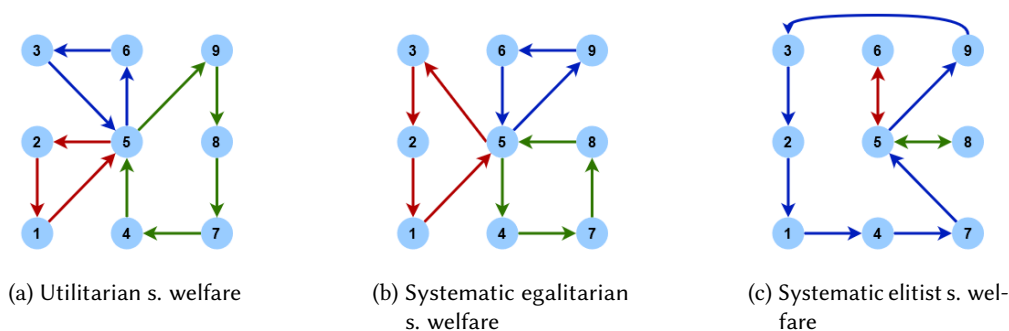 3 6 9
2 5 8
1 4 7
(a) Utilitarian s. welfare
3 6 9
2 5 8
1 4 7
(b) Systematic egalitarian
s. welfare
3 6 9
2 5 8
1 4 7
(c) Systematic elitist s. wel-
fare